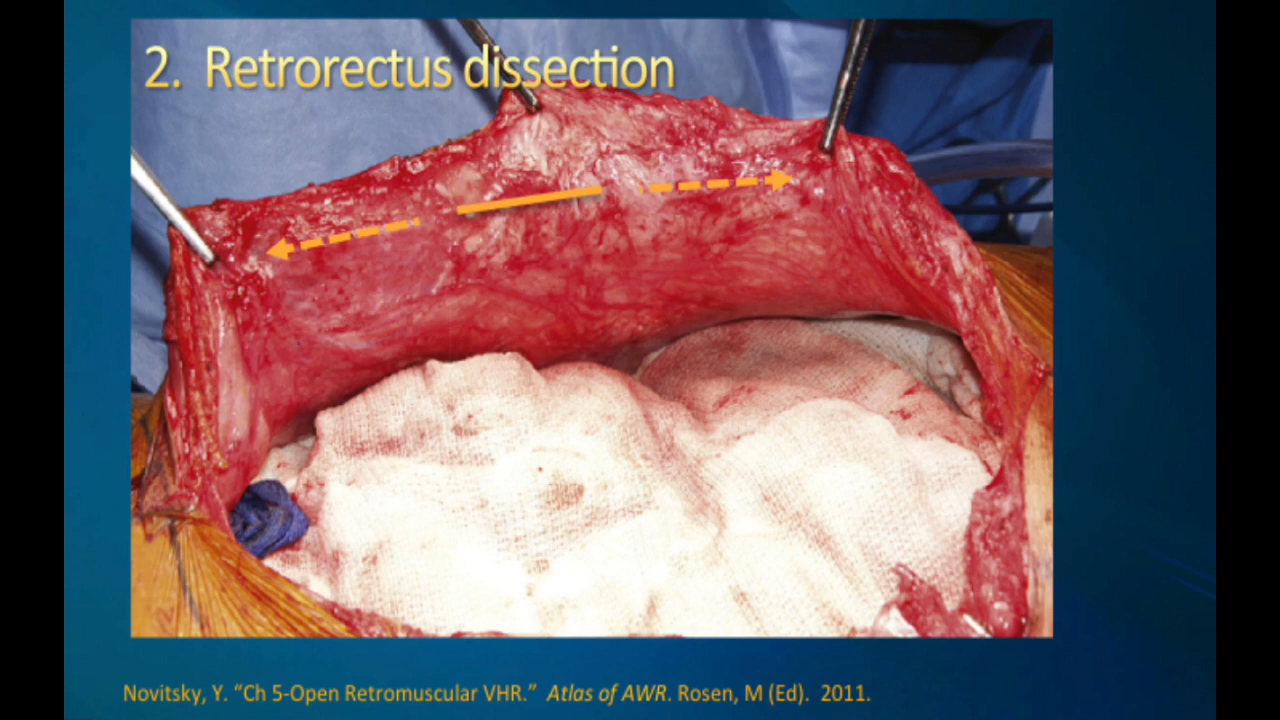 2. Retrorectus dissection
Novitsky, Y. “Ch 5-Open Retromuscular VHR.” Atlas of AWR. Rosen, M (Ed). 2011.